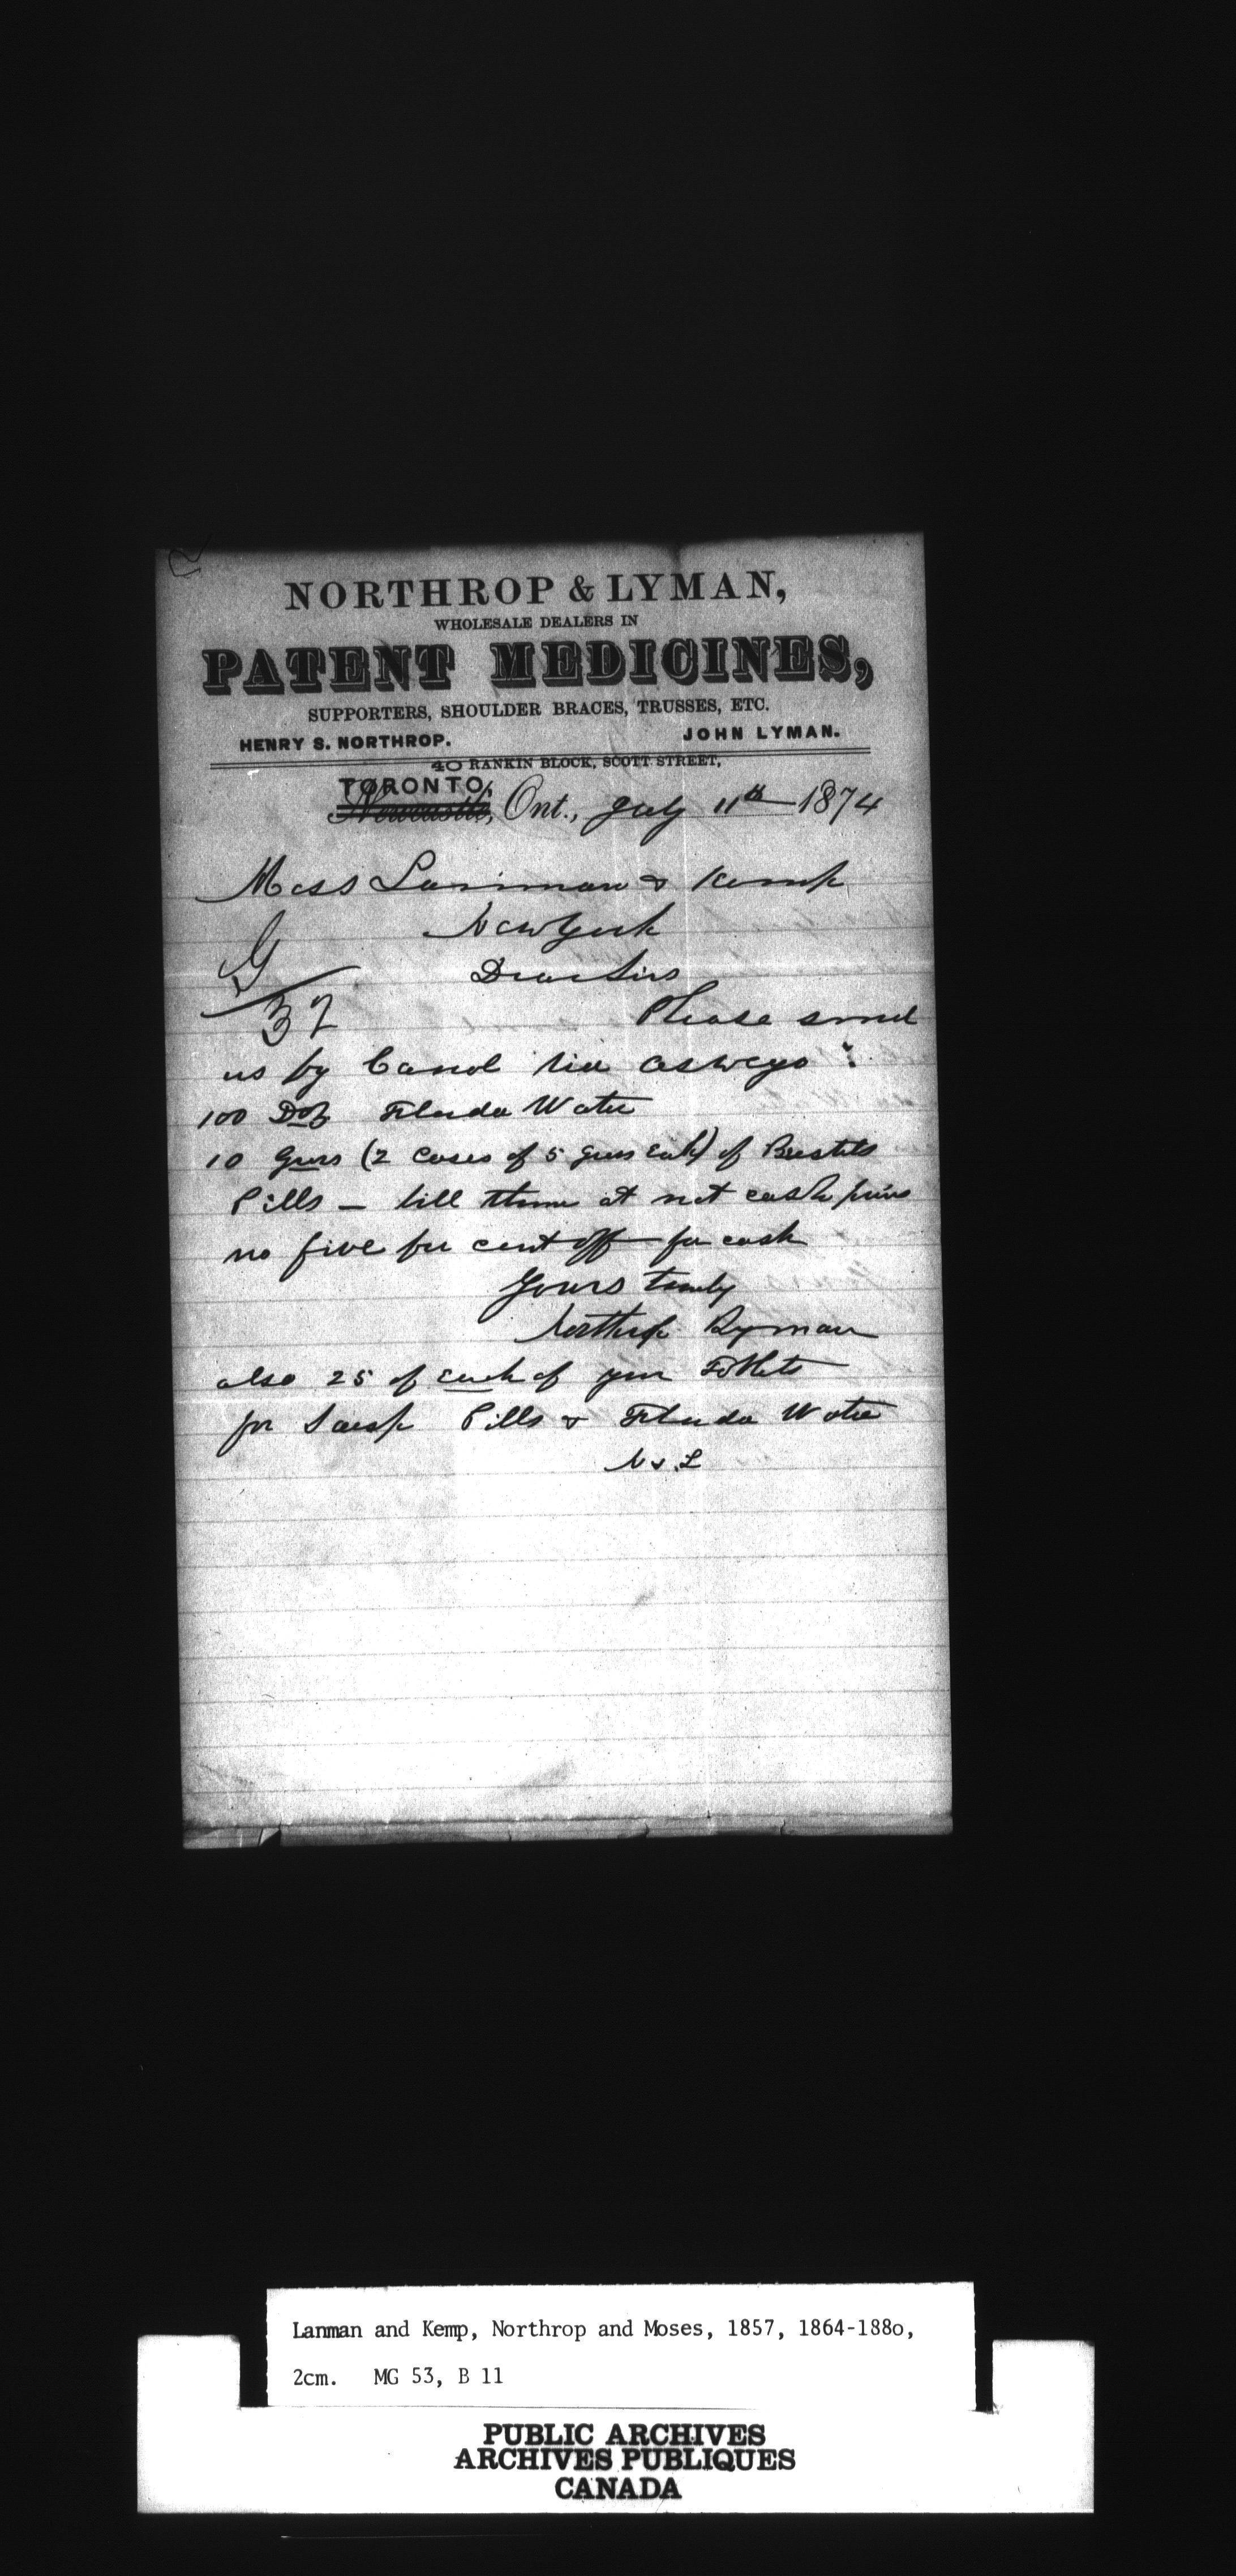 NORTHROP & LYMAN,
WHOLESALE DEALERS IN
PATENT MEDICINES,
SUPPORTERS, SHOULDER BRACES, TRUSSES, ETC.
HENRY S. NORTHROP. JOHN LYMAN.
40 RANKIN BLOCK, SCOTT STREET,
TORONTO,
Newcastle, Ont., July 11th 1874
Mess Lanman & Kemp
New York
Dear Sirs
37 Please send
us by Canal via Oswego :
100 Doz Florida Water
10 Gross (2 cases of 5 gross each) of Bristols
Pills — bill them at net cash price
no five per cent off for cash
Yours truly
Northrop Lyman
also 25 of each of your
for Sarsp Pills & Florida Water
N & L
Lanman and Kemp, Northrop and Moses, 1857, 1864-188o,
2cm. MG 53, B 11
PUBLIC ARCHIVES
ARCHIVES PUBLIQUES
CANADA